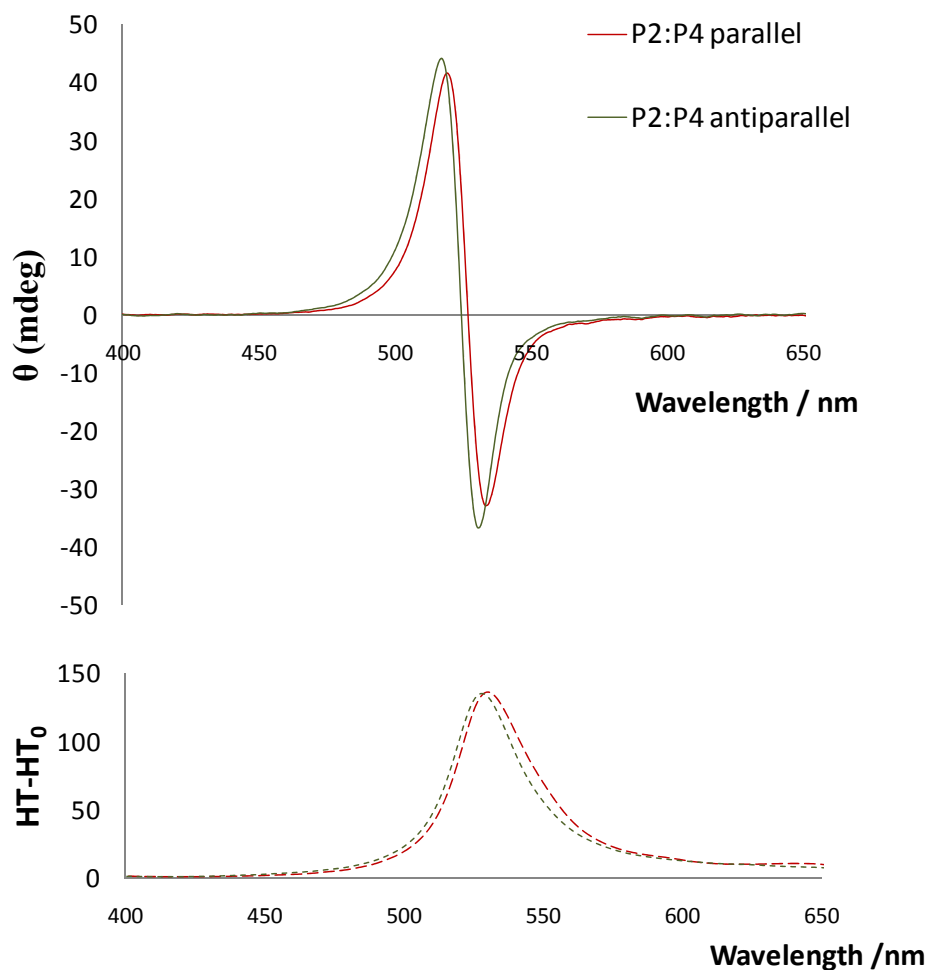 50
40
30
20
10
0
-10
-20
-30
-40
-50
θ (mdeg)
P2:P4 parallel
P2:P4 antiparallel
400 450 500 550 600 650
Wavelength / nm
150
100
50
0
HT-HT₀
400 450 500 550 600 650
Wavelength /nm